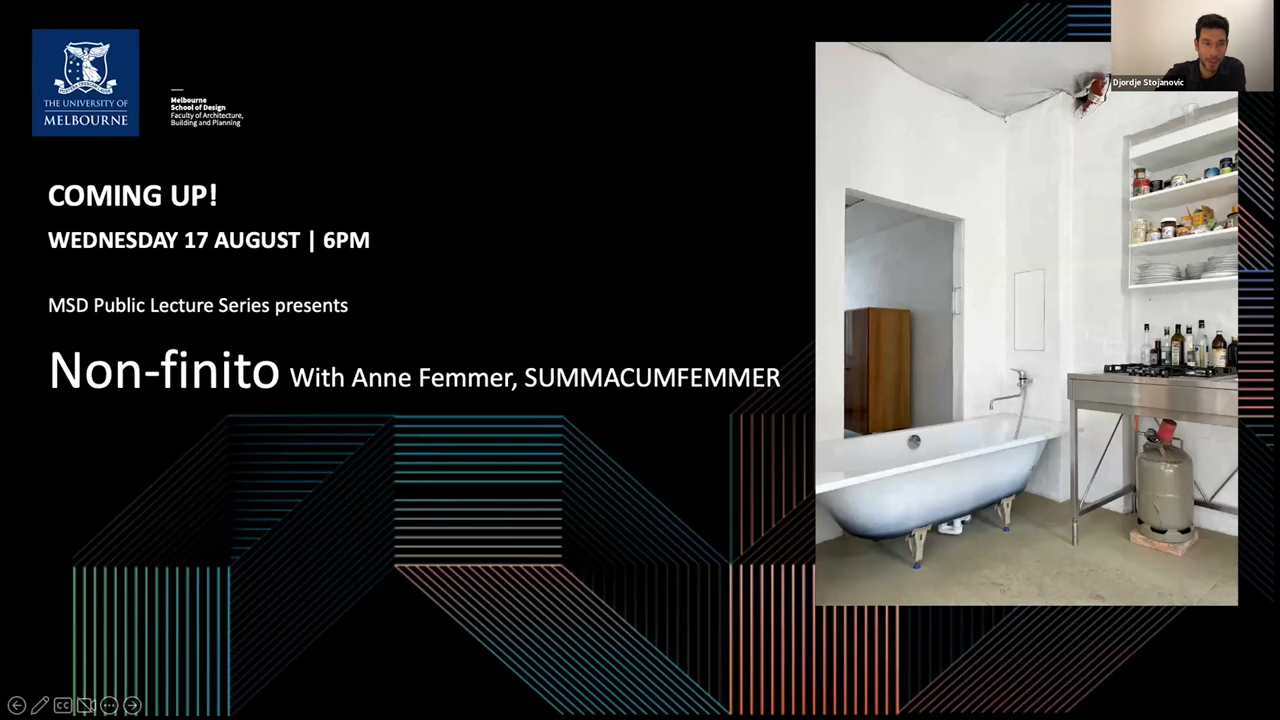 THE UNIVERSITY OF
MELBOURNE
Melbourne
School of Design
Faculty of Architecture,
Building and Planning
Djordje Stojanovic
COMING UP!
WEDNESDAY 17 AUGUST | 6PM
MSD Public Lecture Series presents
Non-finito With Anne Femmer, SUMMACUMFEMMER
CC